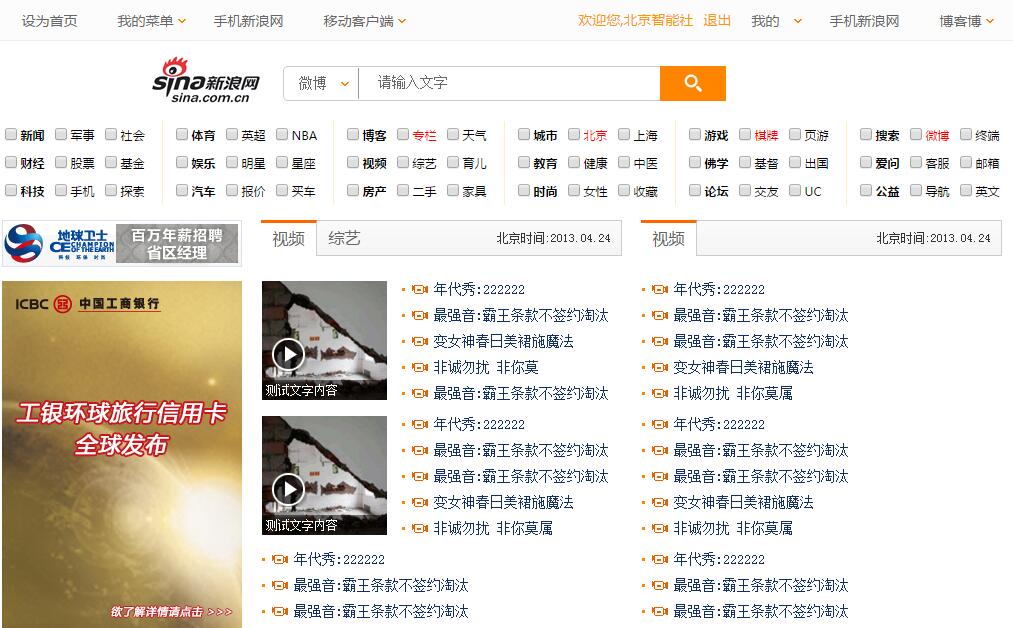 设为首页 我的菜单 手机新浪网 移动客户端 欢迎您,北京智能社 退出 我的 手机新浪网 博客博
sina新浪网
sina.com.cn
微博 请输入文字
新闻 军事 社会 体育 英超 NBA 博客 专栏 天气 城市 北京 上海 游戏 棋牌 页游 搜索 微博 终端
财经 股票 基金 娱乐 明星 星座 视频 综艺 育儿 教育 健康 中医 佛学 基督 出国 爱问 客服 邮箱
科技 手机 探索 汽车 报价 买车 房产 二手 家具 时尚 女性 收藏 论坛 交友 UC 公益 导航 英文
地球卫士
CE CHAMPION
OF THE EARTH
科技 环保 时尚
百万年薪招聘
省区经理
ICBC 中国工商银行
工银环球旅行信用卡
全球发布
欲了解详情请点击 >>>
视频 综艺 北京时间:2013.04.24
测试文字内容
年代秀:222222
最强音:霸王条款不签约淘汰
变女神春日美裙施魔法
非诚勿扰 非你莫
最强音:霸王条款不签约淘汰
测试文字内容
年代秀:222222
最强音:霸王条款不签约淘汰
最强音:霸王条款不签约淘汰
变女神春日美裙施魔法
非诚勿扰 非你莫属
年代秀:222222
最强音:霸王条款不签约淘汰
最强音:霸王条款不签约淘汰
视频 北京时间:2013.04.24
年代秀:222222
最强音:霸王条款不签约淘汰
最强音:霸王条款不签约淘汰
变女神春日美裙施魔法
非诚勿扰 非你莫属
年代秀:222222
最强音:霸王条款不签约淘汰
最强音:霸王条款不签约淘汰
变女神春日美裙施魔法
非诚勿扰 非你莫属
年代秀:222222
最强音:霸王条款不签约淘汰
最强音:霸王条款不签约淘汰